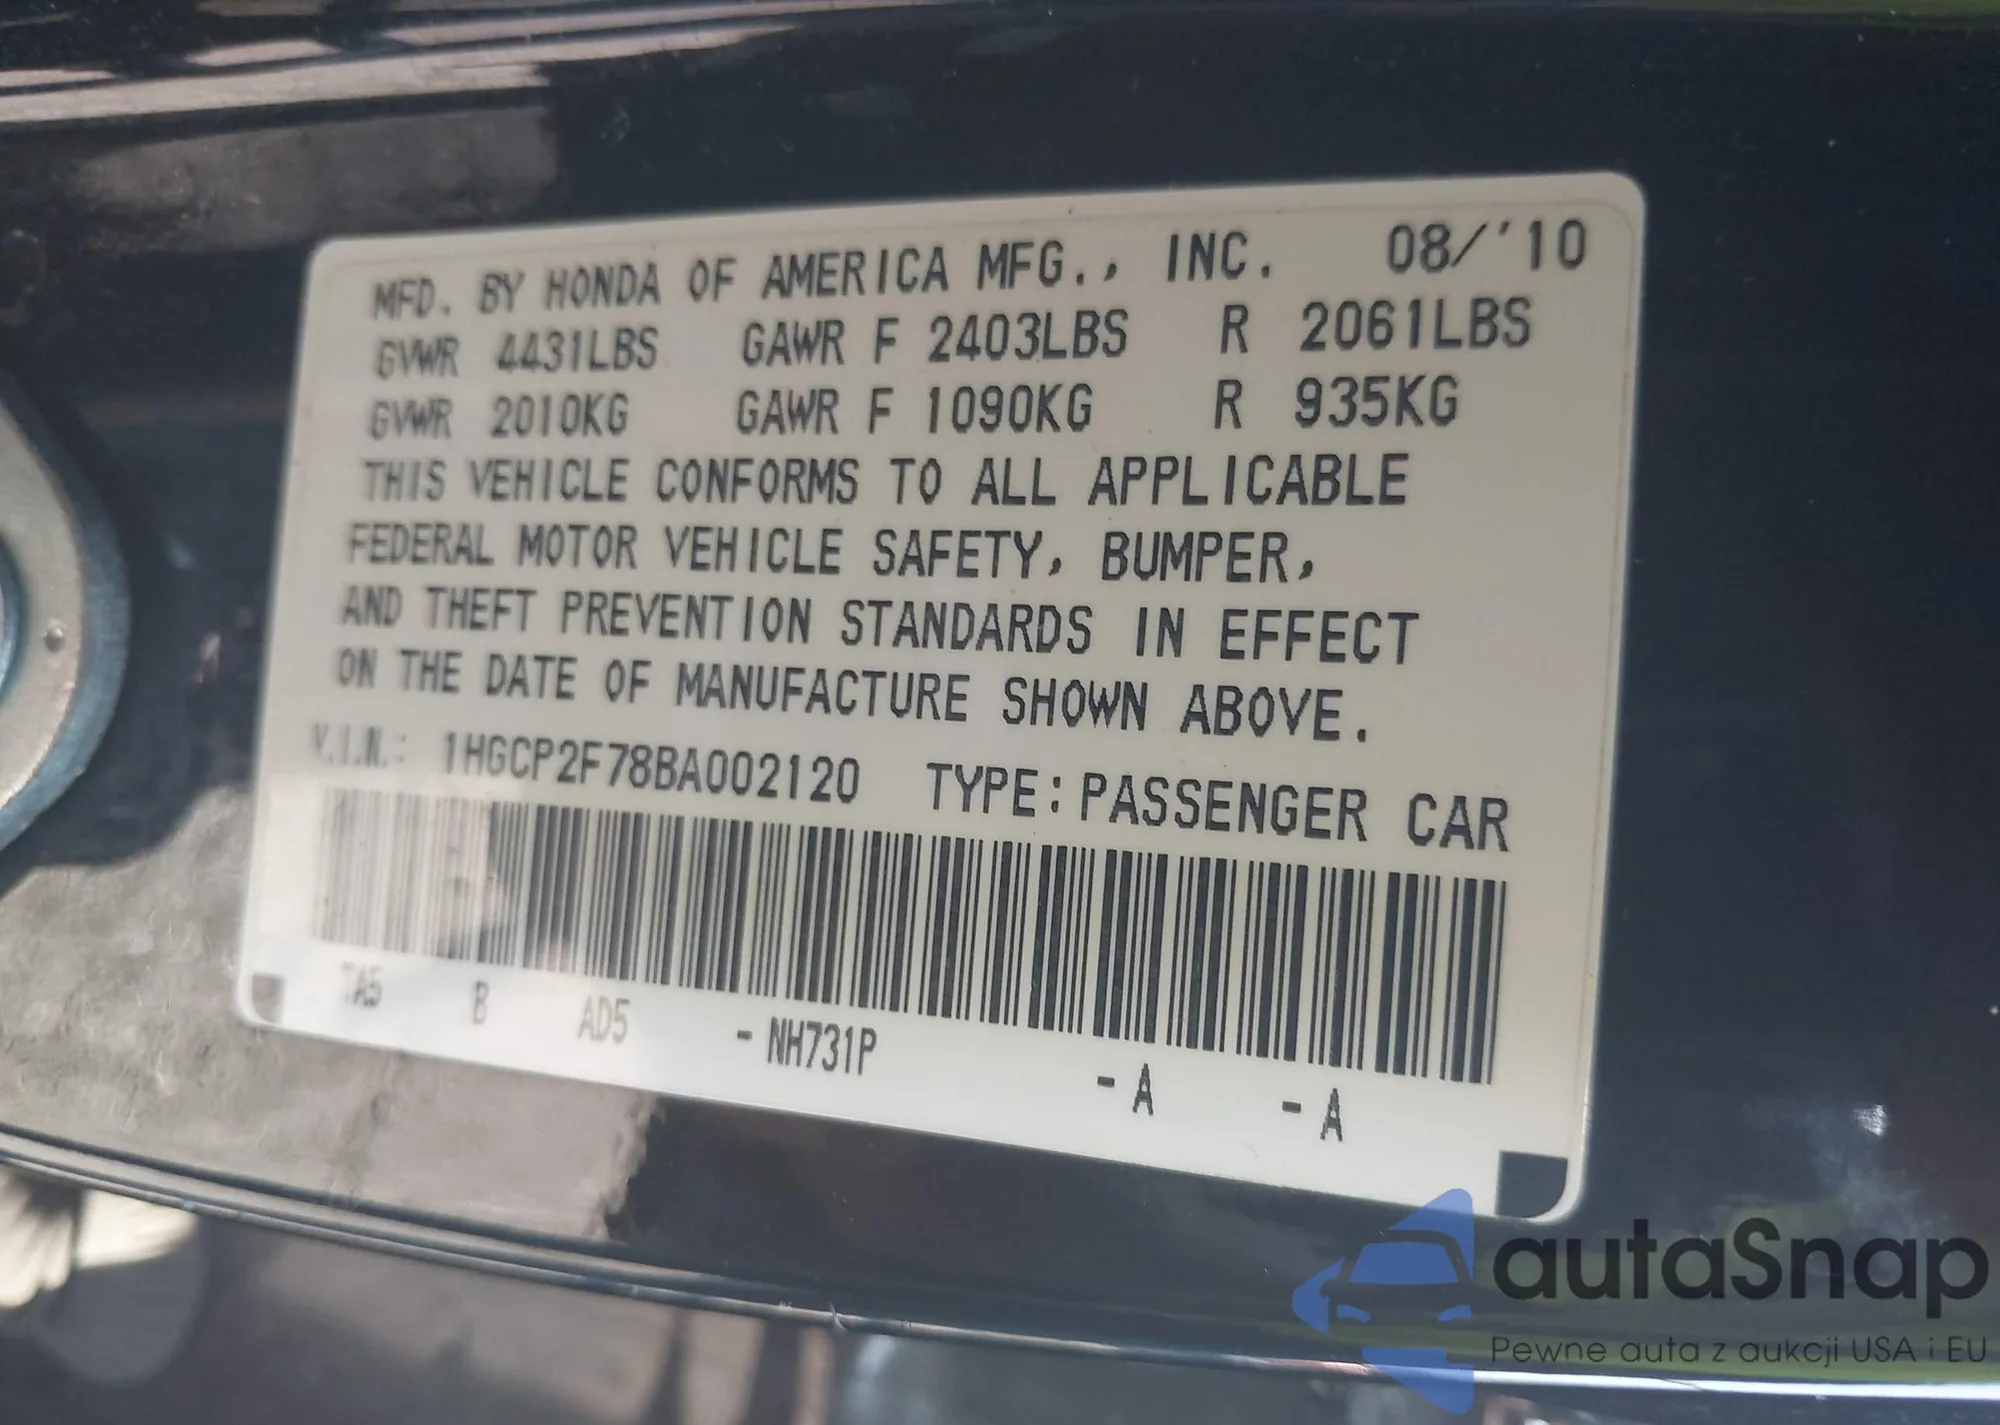 MFD. BY HONDA OF AMERICA MFG., INC. 08/'10
GVWR 4431LBS GAWR F 2403LBS R 2061LBS
GVWR 2010KG GAWR F 1090KG R 935KG
THIS VEHICLE CONFORMS TO ALL APPLICABLE
FEDERAL MOTOR VEHICLE SAFETY, BUMPER,
AND THEFT PREVENTION STANDARDS IN EFFECT
ON THE DATE OF MANUFACTURE SHOWN ABOVE.
V.I.N.: 1HGCP2F78BA002120 TYPE: PASSENGER CAR
TA5 B AD5 - NH731P - A - A
autaSnap
Pewne auta z aukcji USA i EU